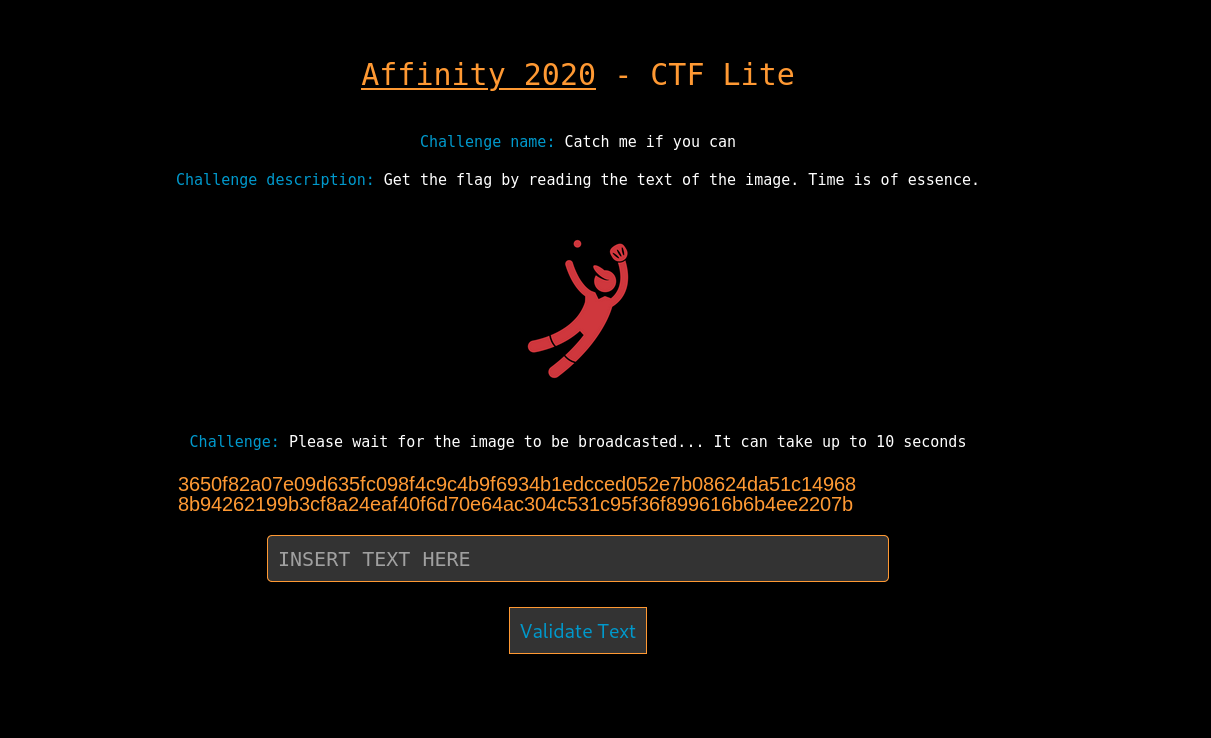 Affinity 2020 - CTF Lite
Challenge name: Catch me if you can
Challenge description: Get the flag by reading the text of the image. Time is of essence.
Challenge: Please wait for the image to be broadcasted... It can take up to 10 seconds
3650f82a07e09d635fc098f4c9c4b9f6934b1edcced052e7b08624da51c14968
8b94262199b3cf8a24eaf40f6d70e64ac304c531c95f36f899616b6b4ee2207b
INSERT TEXT HERE
Validate Text